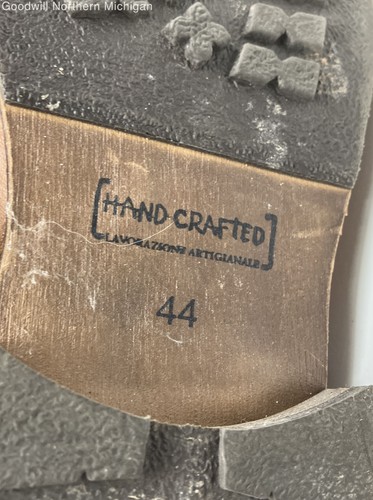 Goodwill Northern Michigan
HAND CRAFTED
LAVORAZIONE ARTIGIANALE
44